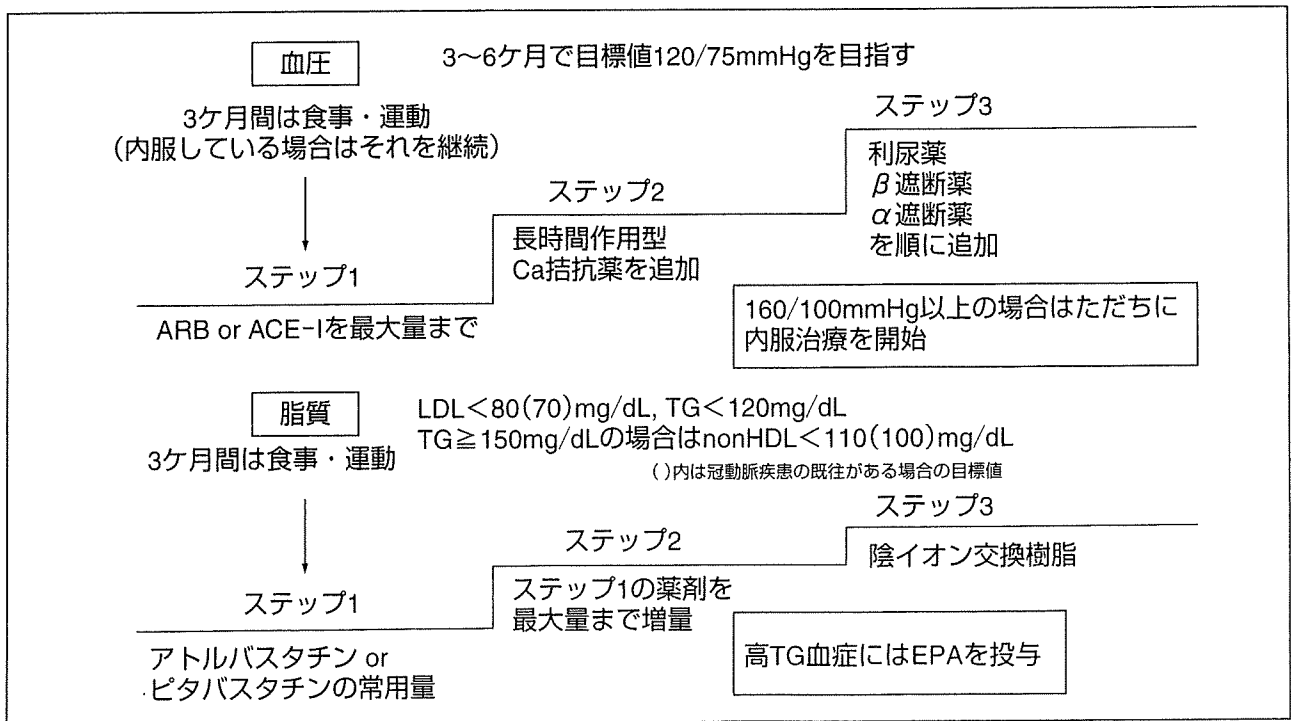 血圧
3〜6ケ月で目標値120/75mmHgを目指す
3ケ月間は食事・運動
（内服している場合はそれを継続）
ステップ1
ARB or ACE-Iを最大量まで
ステップ2
長時間作用型
Ca拮抗薬を追加
ステップ3
利尿薬
β遮断薬
α遮断薬
を順に追加
160/100mmHg以上の場合はただちに
内服治療を開始
脂質
LDL＜80(70)mg/dL, TG＜120mg/dL
TG≧150mg/dLの場合はnonHDL＜110(100)mg/dL
( )内は冠動脈疾患の既往がある場合の目標値
3ケ月間は食事・運動
ステップ1
アトルバスタチン or
ピタバスタチンの常用量
ステップ2
ステップ1の薬剤を
最大量まで増量
ステップ3
陰イオン交換樹脂
高TG血症にはEPAを投与